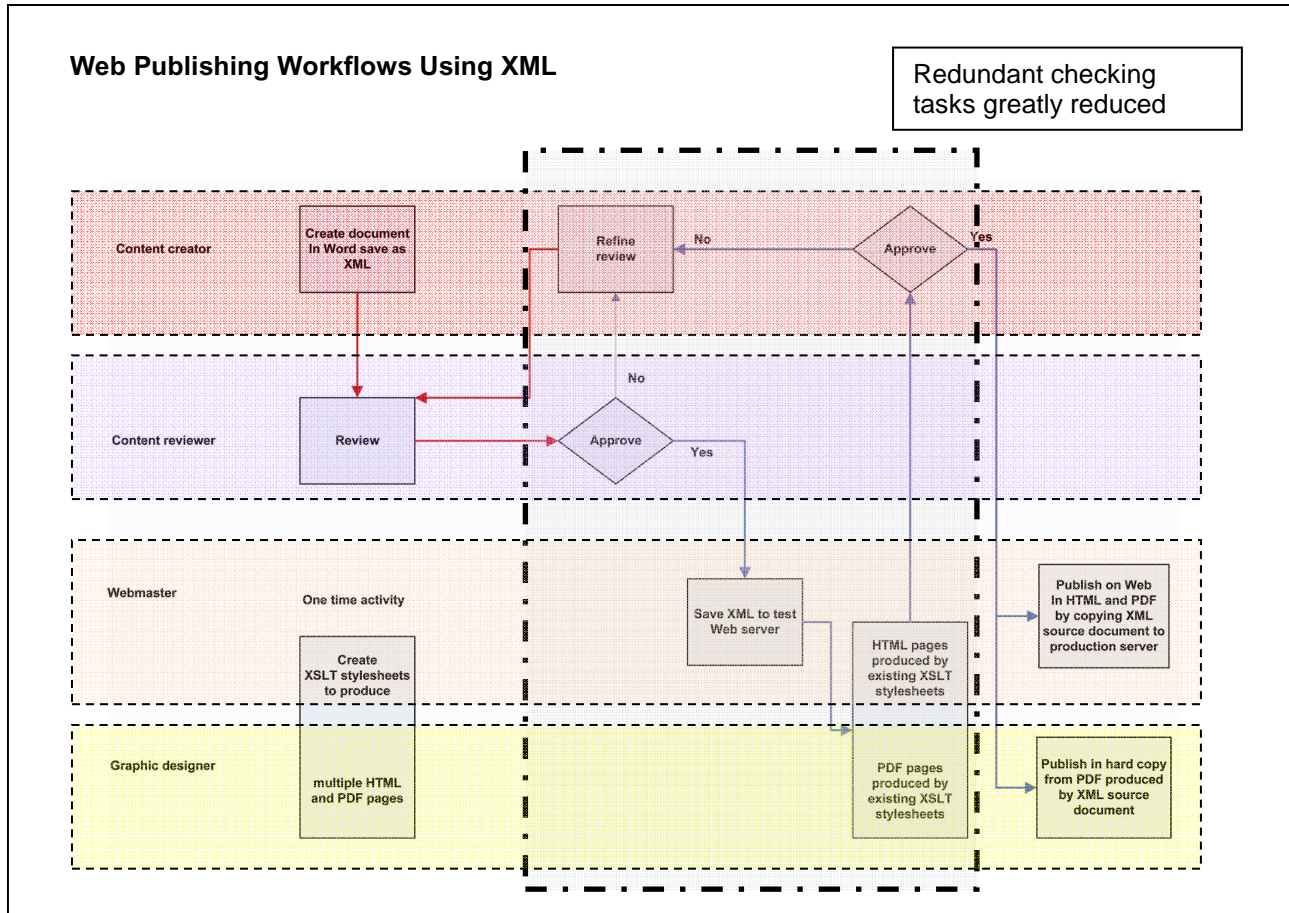 Web Publishing Workflows Using XML
Redundant checking
tasks greatly reduced
Content creator
Create document
In Word save as
XML
Refine
review
No
Approve
Yes
Content reviewer
Review
No
Approve
Yes
Webmaster
One time activity
Create
XSLT stylesheets
to produce
Save XML to test
Web server
HTML pages
produced by
existing XSLT
stylesheets
Publish on Web
In HTML and PDF
by copying XML
source document to
production server
Graphic designer
multiple HTML
and PDF pages
PDF pages
produced by
existing XSLT
stylesheets
Publish in hard copy
from PDF produced
by XML source
document